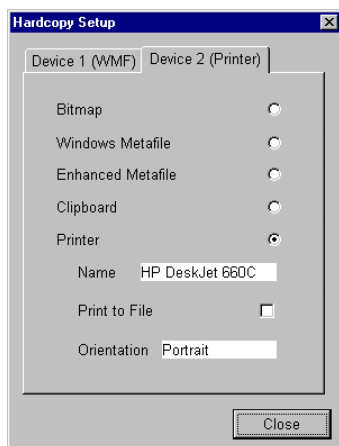 Hardcopy Setup
Device 1 (WMF) Device 2 (Printer)
Bitmap
Windows Metafile
Enhanced Metafile
Clipboard
Printer
Name HP DeskJet 660C
Print to File
Orientation Portrait
Close